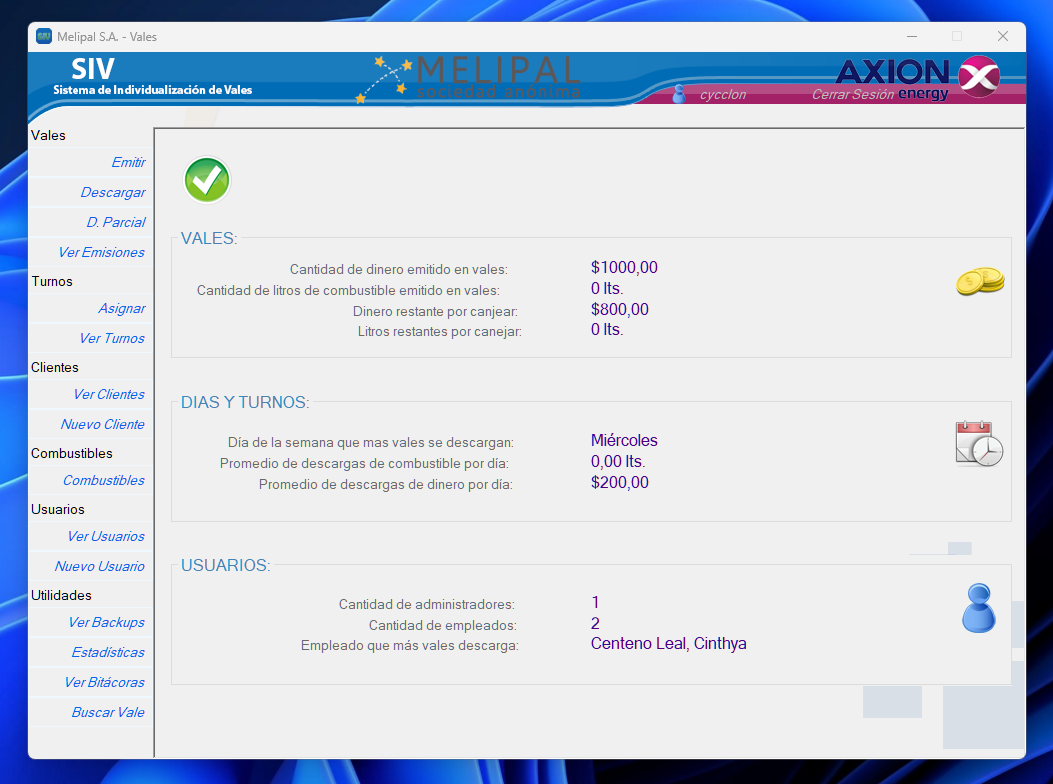 Melipal S.A. - Vales
SIV
Sistema de Individualización de Vales
MELIPAL
sociedad anónima
AXION
energy
cycclon
Cerrar Sesión
Vales
Emitir
Descargar
D. Parcial
Ver Emisiones
Turnos
Asignar
Ver Turnos
Clientes
Ver Clientes
Nuevo Cliente
Combustibles
Combustibles
Usuarios
Ver Usuarios
Nuevo Usuario
Utilidades
Ver Backups
Estadísticas
Ver Bitácoras
Buscar Vale
VALES:
Cantidad de dinero emitido en vales: $1000,00
Cantidad de litros de combustible emitido en vales: 0 lts.
Dinero restante por canjear: $800,00
Litros restantes por canejar: 0 lts.
DIAS Y TURNOS:
Día de la semana que mas vales se descargan: Miércoles
Promedio de descargas de combustible por día: 0,00 lts.
Promedio de descargas de dinero por día: $200,00
USUARIOS:
Cantidad de administradores: 1
Cantidad de empleados: 2
Empleado que más vales descarga: Centeno Leal, Cinthya